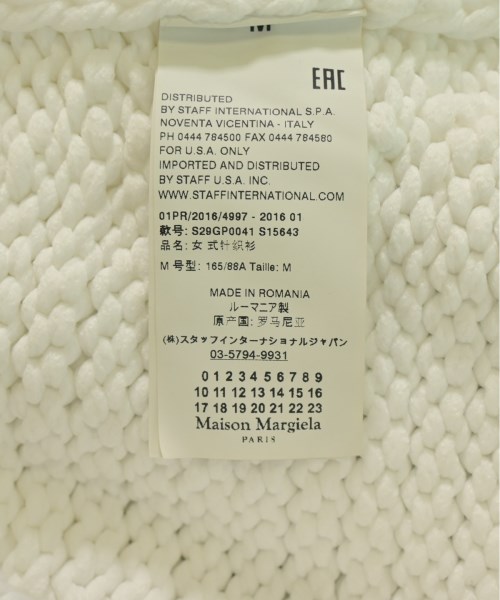 M
EAC
DISTRIBUTED
BY STAFF INTERNATIONAL S.P.A.
NOVENTA VICENTINA - ITALY
PH 0444 784500 FAX 0444 784580
FOR U.S.A. ONLY
IMPORTED AND DISTRIBUTED
BY STAFF U.S.A. INC.
WWW.STAFFINTERNATIONAL.COM
01PR/2016/4997 - 2016 01
款号: S29GP0041 S15643
品名: 女 式针织衫
M 号型: 165/88A Taille: M
MADE IN ROMANIA
ルーマニア製
原产国: 罗马尼亚
(株)スタッフインターナショナルジャパン
03-5794-9931
0 1 2 3 4 5 6 7 8 9
10 11 12 13 14 15 16
17 18 19 20 21 22 23
Maison Margiela
PARIS